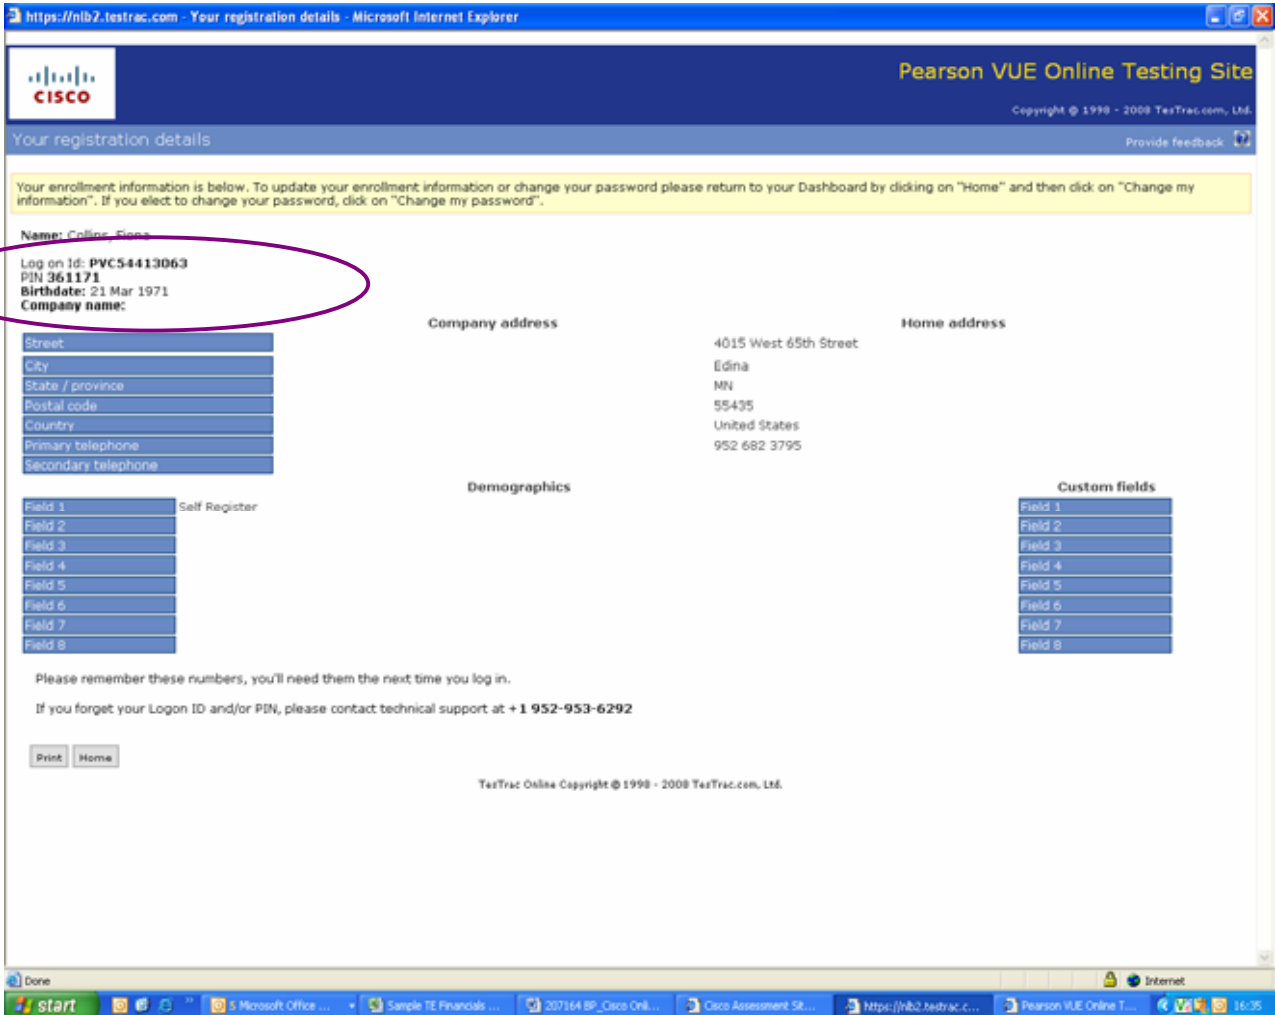 https://nlb2.testrac.com - Your registration details - Microsoft Internet Explorer
CISCO
Pearson VUE Online Testing Site
Copyright @ 1998 - 2008 TesTrac.com, Ltd.
Your registration details
Provide feedback
Your enrollment information is below. To update your enrollment information or change your password please return to your Dashboard by clicking on "Home" and then click on "Change my
information". If you elect to change your password, click on "Change my password".
Name: Collins, Fiona
Log on Id: PVC54413063
PIN 361171
Birthdate: 21 Mar 1971
Company name:
Company address Home address
Street 4015 West 65th Street
City Edina
State / province MN
Postal code 55435
Country United States
Primary telephone 952 682 3795
Secondary telephone
Demographics Custom fields
Field 1 Self Register Field 1
Field 2 Field 2
Field 3 Field 3
Field 4 Field 4
Field 5 Field 5
Field 6 Field 6
Field 7 Field 7
Field 8 Field 8
Please remember these numbers, you'll need them the next time you log in.
If you forget your Logon ID and/or PIN, please contact technical support at +1 952-953-6292
Print Home
TesTrac Online Copyright @ 1998 - 2008 TesTrac.com, Ltd.
Done Internet
start 5 Microsoft Office ... Sample TE Financials ... 207164 BP_Cisco Onli... Cisco Assessment Sit... https://nlb2.testrac.c... Pearson VUE Online T... 16:35